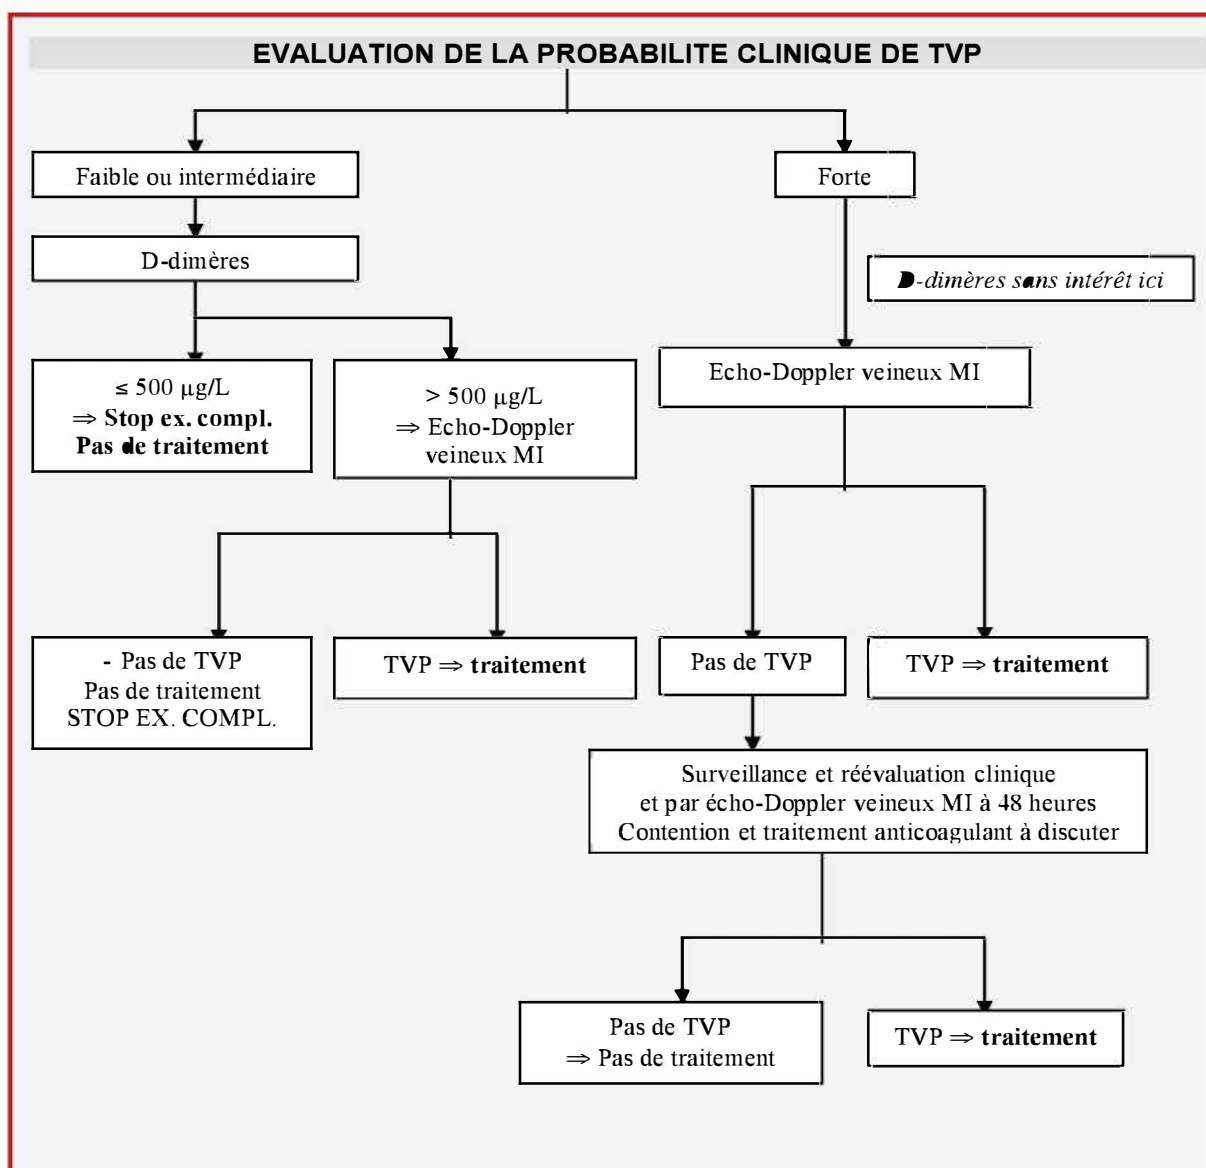 EVALUATION DE LA PROBABILITE CLINIQUE DE TVP
Faible ou intermédiaire
Forte
D-dimères
D-dimères sans intérêt ici
≤ 500 µg/L
⇒ Stop ex. compl.
Pas de traitement
> 500 µg/L
⇒ Echo-Doppler
veineux MI
Echo-Doppler veineux MI
- Pas de TVP
Pas de traitement
STOP EX. COMPL.
TVP ⇒ traitement
Pas de TVP
TVP ⇒ traitement
Surveillance et réévaluation clinique
et par écho-Doppler veineux MI à 48 heures
Contention et traitement anticoagulant à discuter
Pas de TVP
⇒ Pas de traitement
TVP ⇒ traitement